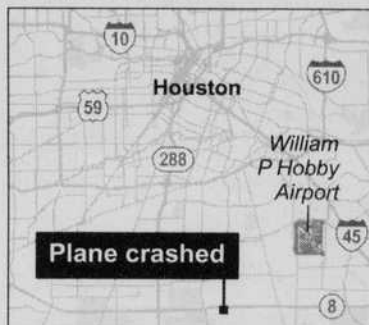 10
610
59
Houston
288
William
P Hobby
Airport
45
Plane crashed
8